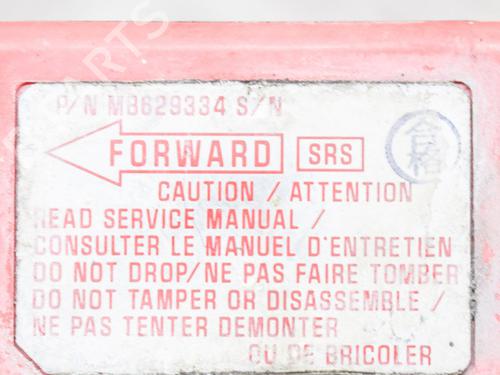 PARTS
P/N MB629334 S/N
FORWARD SRS
合格
CAUTION / ATTENTION
READ SERVICE MANUAL /
CONSULTER LE MANUEL D'ENTRETIEN
DO NOT DROP/NE PAS FAIRE TOMBER
DO NOT TAMPER OR DISASSEMBLE /
NE PAS TENTER DEMONTER
OU DE BRICOLER